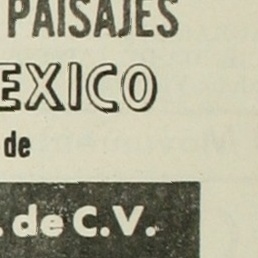 PAISAJES
EXICO
de
. de C.V.